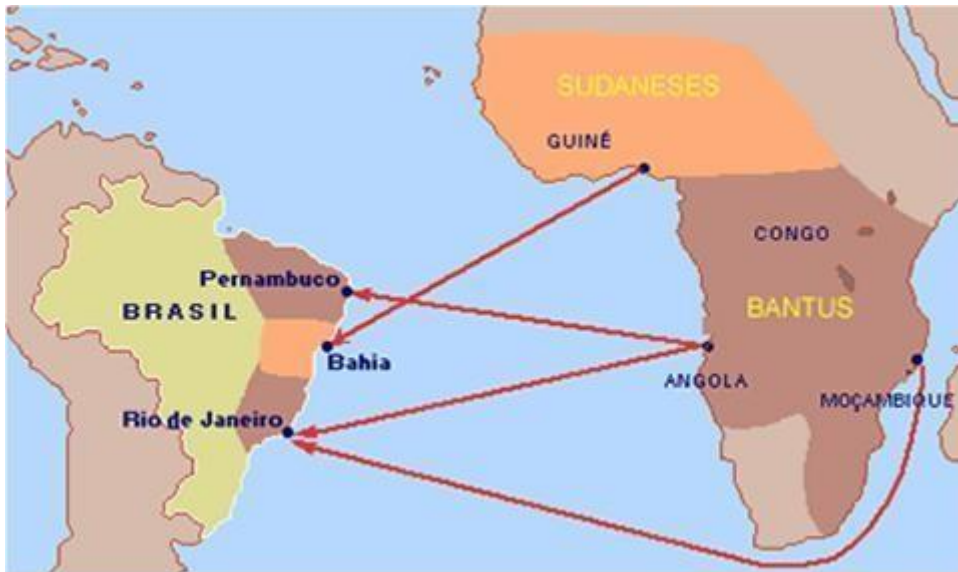 SUDANESES
GUINÉ
CONGO
Pernambuco
BRASIL
BANTUS
Bahia
ANGOLA
MOÇAMBIQUE
Rio de Janeiro